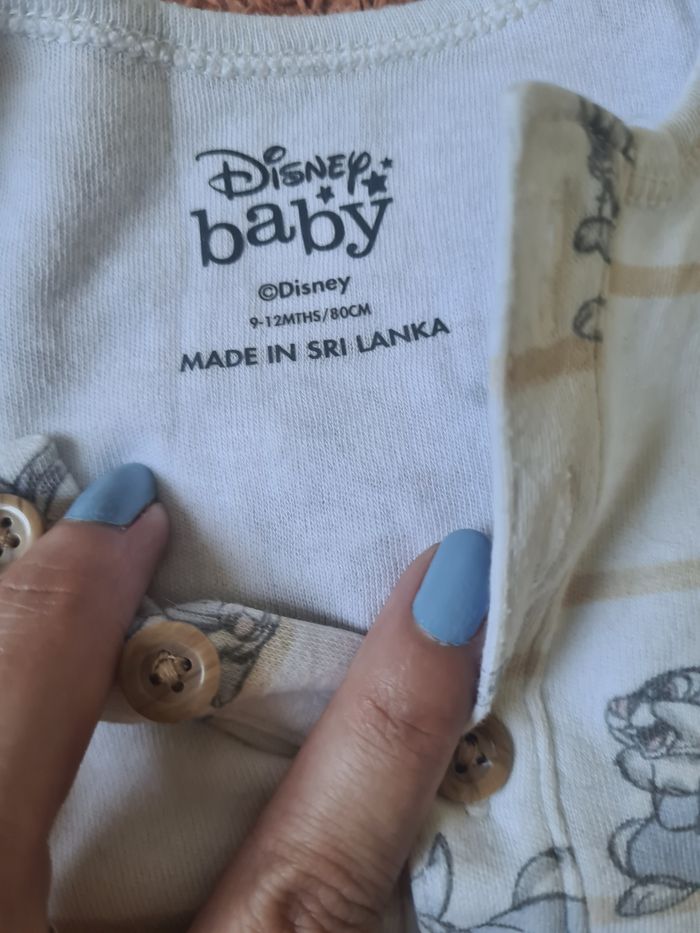 Disney
baby
©Disney
9-12MTHS/80CM
MADE IN SRI LANKA